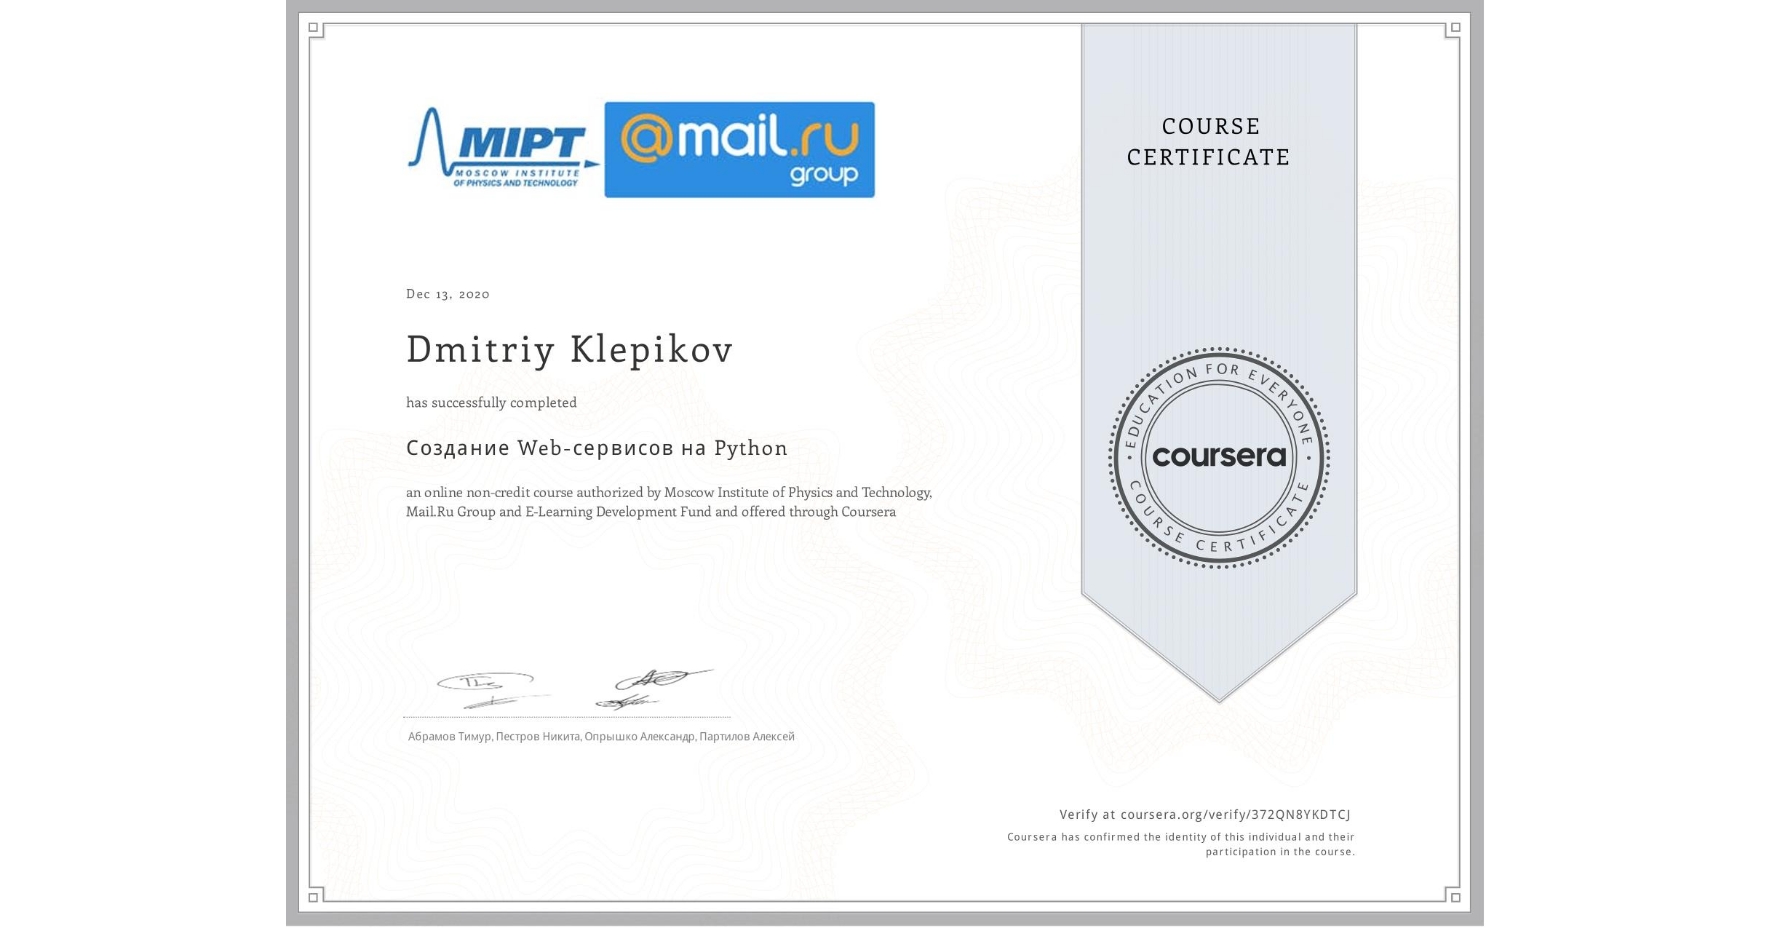 MIPT
MOSCOW INSTITUTE
OF PHYSICS AND TECHNOLOGY
@mail.ru
group
COURSE
CERTIFICATE
Dec 13, 2020
Dmitriy Klepikov
has successfully completed
Создание Web-сервисов на Python
an online non-credit course authorized by Moscow Institute of Physics and Technology,
Mail.Ru Group and E-Learning Development Fund and offered through Coursera
EDUCATION FOR EVERYONE
coursera
COURSE CERTIFICATE
Абрамов Тимур, Пестров Никита, Опрышко Александр, Партилов Алексей
Verify at coursera.org/verify/372QN8YKDTCJ
Coursera has confirmed the identity of this individual and their
participation in the course.